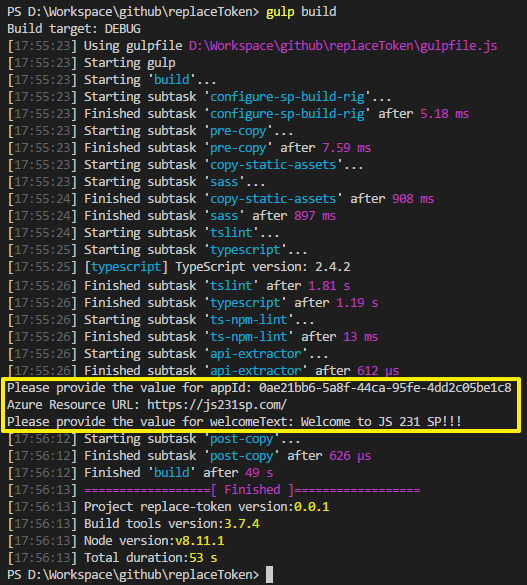 PS D:\Workspace\github\replaceToken> gulp build
Build target: DEBUG
[17:55:23] Using gulpfile D:\Workspace\github\replaceToken\gulpfile.js
[17:55:23] Starting gulp
[17:55:23] Starting 'build'...
[17:55:23] Starting subtask 'configure-sp-build-rig'...
[17:55:23] Finished subtask 'configure-sp-build-rig' after 5.18 ms
[17:55:23] Starting subtask 'pre-copy'...
[17:55:23] Finished subtask 'pre-copy' after 7.59 ms
[17:55:23] Starting subtask 'copy-static-assets'...
[17:55:23] Starting subtask 'sass'...
[17:55:24] Finished subtask 'copy-static-assets' after 908 ms
[17:55:24] Finished subtask 'sass' after 897 ms
[17:55:24] Starting subtask 'tslint'...
[17:55:25] Starting subtask 'typescript'...
[17:55:25] [typescript] TypeScript version: 2.4.2
[17:55:26] Finished subtask 'tslint' after 1.81 s
[17:55:26] Finished subtask 'typescript' after 1.19 s
[17:55:26] Starting subtask 'ts-npm-lint'...
[17:55:26] Finished subtask 'ts-npm-lint' after 13 ms
[17:55:26] Starting subtask 'api-extractor'...
[17:55:26] Finished subtask 'api-extractor' after 612 μs
Please provide the value for appId: 0ae21bb6-5a8f-44ca-95fe-4dd2c05be1c8
Azure Resource URL: https://js231sp.com/
Please provide the value for welcomeText: Welcome to JS 231 SP!!!
[17:56:13] Starting subtask 'post-copy'...
[17:56:13] Finished subtask 'post-copy' after 626 μs
[17:56:13] Finished 'build' after 49 s
[17:56:13] ==================[ Finished ]==================
[17:56:13] Project replace-token version:0.0.1
[17:56:13] Build tools version:3.7.4
[17:56:13] Node version:v8.11.1
[17:56:13] Total duration:53 s
PS D:\Workspace\github\replaceToken>